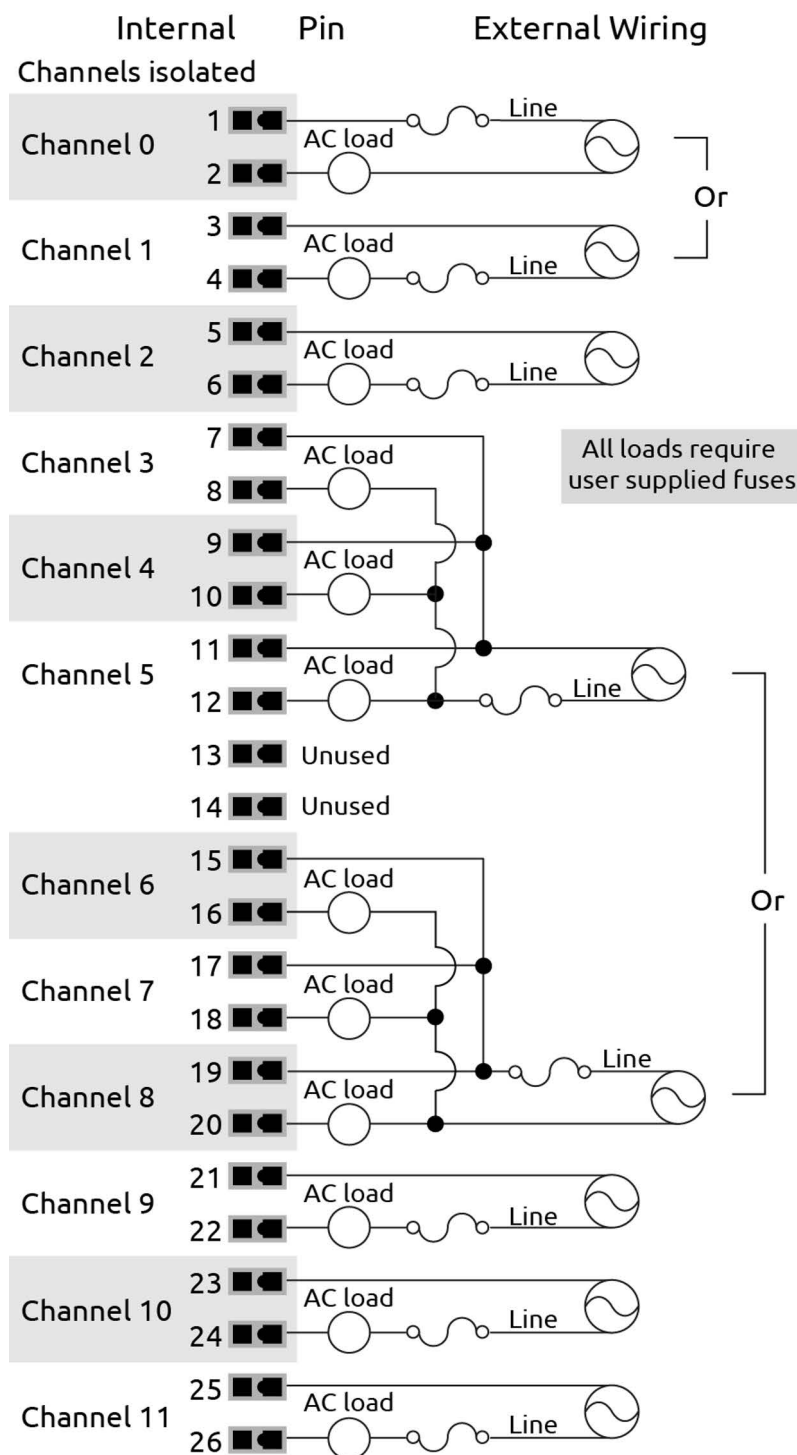 Internal Pin External Wiring
Channels isolated
Channel 0
1
Line
AC load
2
Or
Channel 1
3
AC load
4
Line
Channel 2
5
AC load
6
Line
Channel 3
7
AC load
8
All loads require
user supplied fuses
Channel 4
9
AC load
10
Channel 5
11
AC load
12
Line
13 Unused
14 Unused
Channel 6
15
AC load
16
Or
Channel 7
17
AC load
18
Channel 8
19
Line
AC load
20
Channel 9
21
AC load
22
Line
Channel 10
23
AC load
24
Line
Channel 11
25
AC load
26
Line